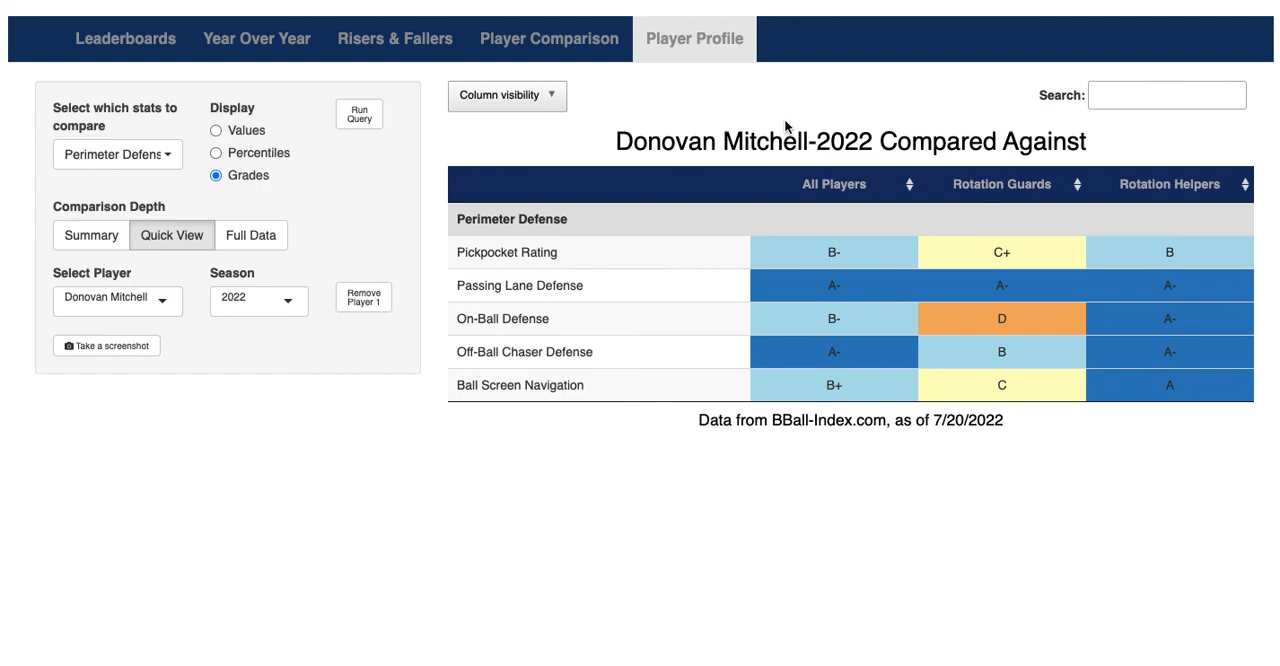 Leaderboards Year Over Year Risers & Fallers Player Comparison Player Profile
Select which stats to
compare
Perimeter Defens
Display
Values
Percentiles
Grades
Run
Query
Comparison Depth
Summary Quick View Full Data
Select Player
Donovan Mitchell
Season
2022
Remove
Player 1
Take a screenshot
Column visibility
Search:
Donovan Mitchell-2022 Compared Against
All Players Rotation Guards Rotation Helpers
Perimeter Defense
Pickpocket Rating B- C+ B
Passing Lane Defense A- A- A-
On-Ball Defense B- D A-
Off-Ball Chaser Defense A- B A-
Ball Screen Navigation B+ C A
Data from BBall-Index.com, as of 7/20/2022